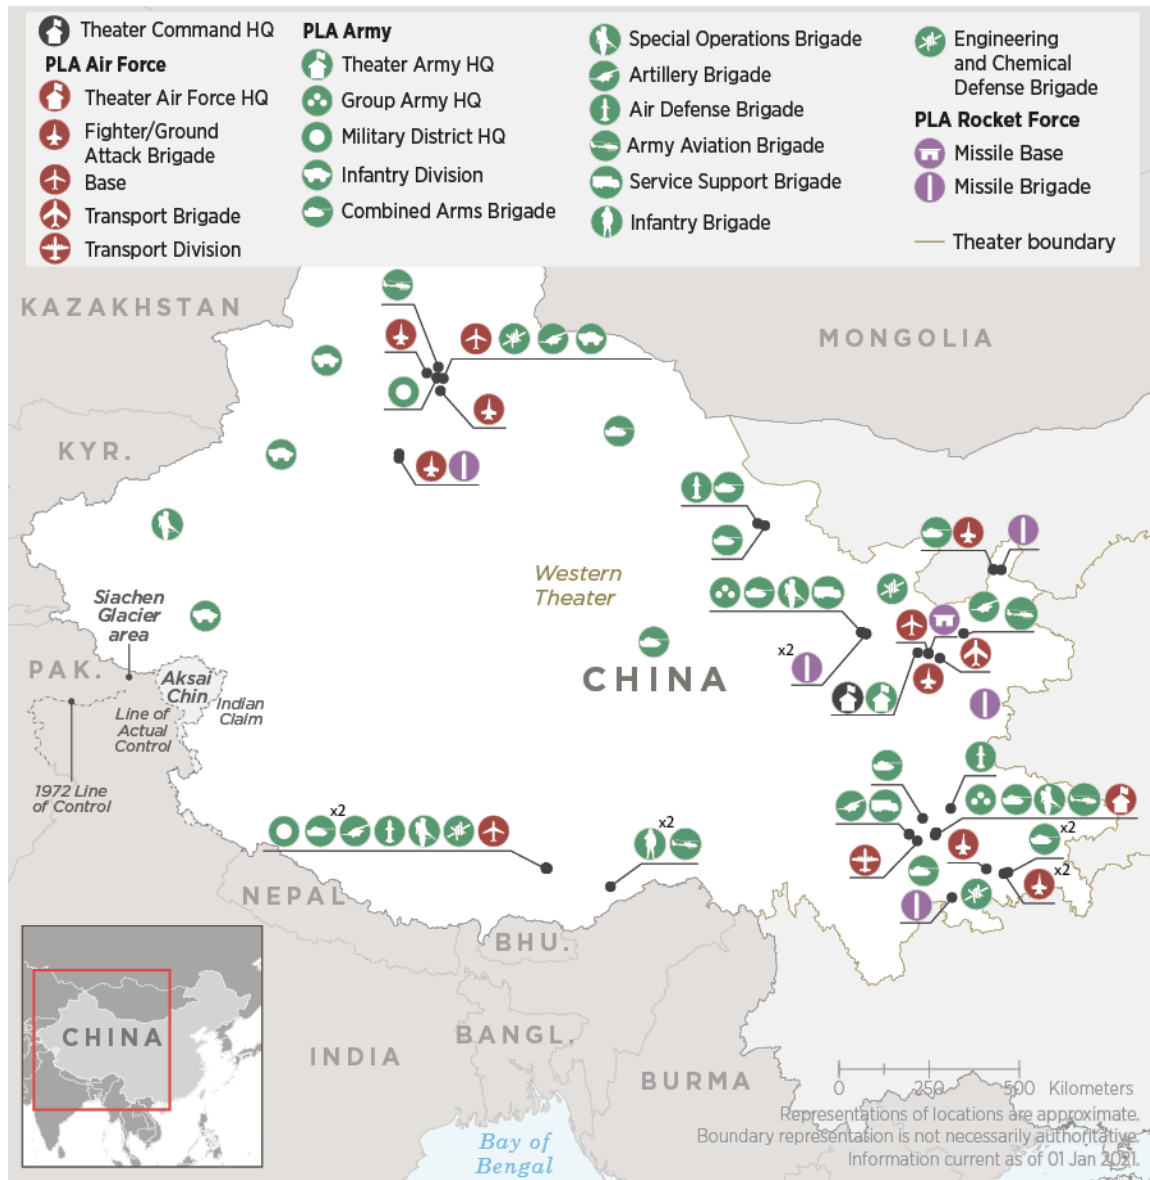 Theater Command HQ
PLA Air Force
Theater Air Force HQ
Fighter/Ground
Attack Brigade
Base
Transport Brigade
Transport Division
PLA Army
Theater Army HQ
Group Army HQ
Military District HQ
Infantry Division
Combined Arms Brigade
Special Operations Brigade
Artillery Brigade
Air Defense Brigade
Army Aviation Brigade
Service Support Brigade
Infantry Brigade
Engineering
and Chemical
Defense Brigade
PLA Rocket Force
Missile Base
Missile Brigade
Theater boundary
KAZAKHSTAN
MONGOLIA
KYR.
Western
Theater
Siachen
Glacier
area
PAK.
Aksai
Chin
Indian
Claim
Line of
Actual
Control
1972 Line
of Control
CHINA
x2
x2
x2
x2
x2
NEPAL
BHU.
CHINA
INDIA
BANGL.
BURMA
Bay of
Bengal
0 250 500 Kilometers
Representations of locations are approximate.
Boundary representation is not necessarily authoritative.
Information current as of 01 Jan 2021.